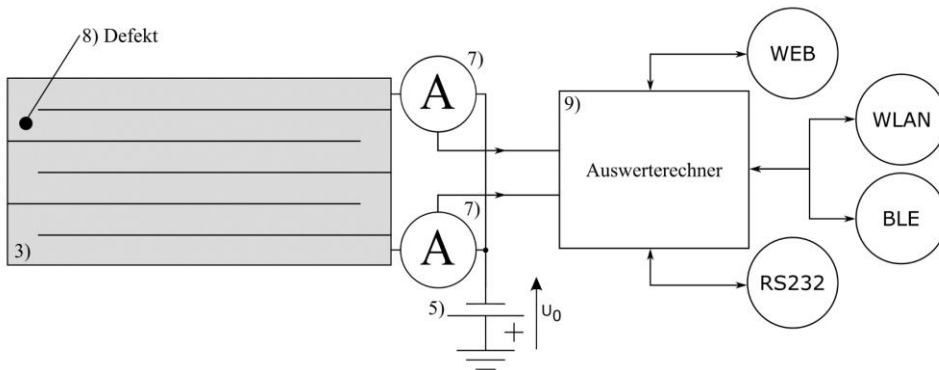 8) Defekt
7)
A
9)
WEB
WLAN
Auswerterechner
BLE
7)
A
3)
RS232
5)
+
U0